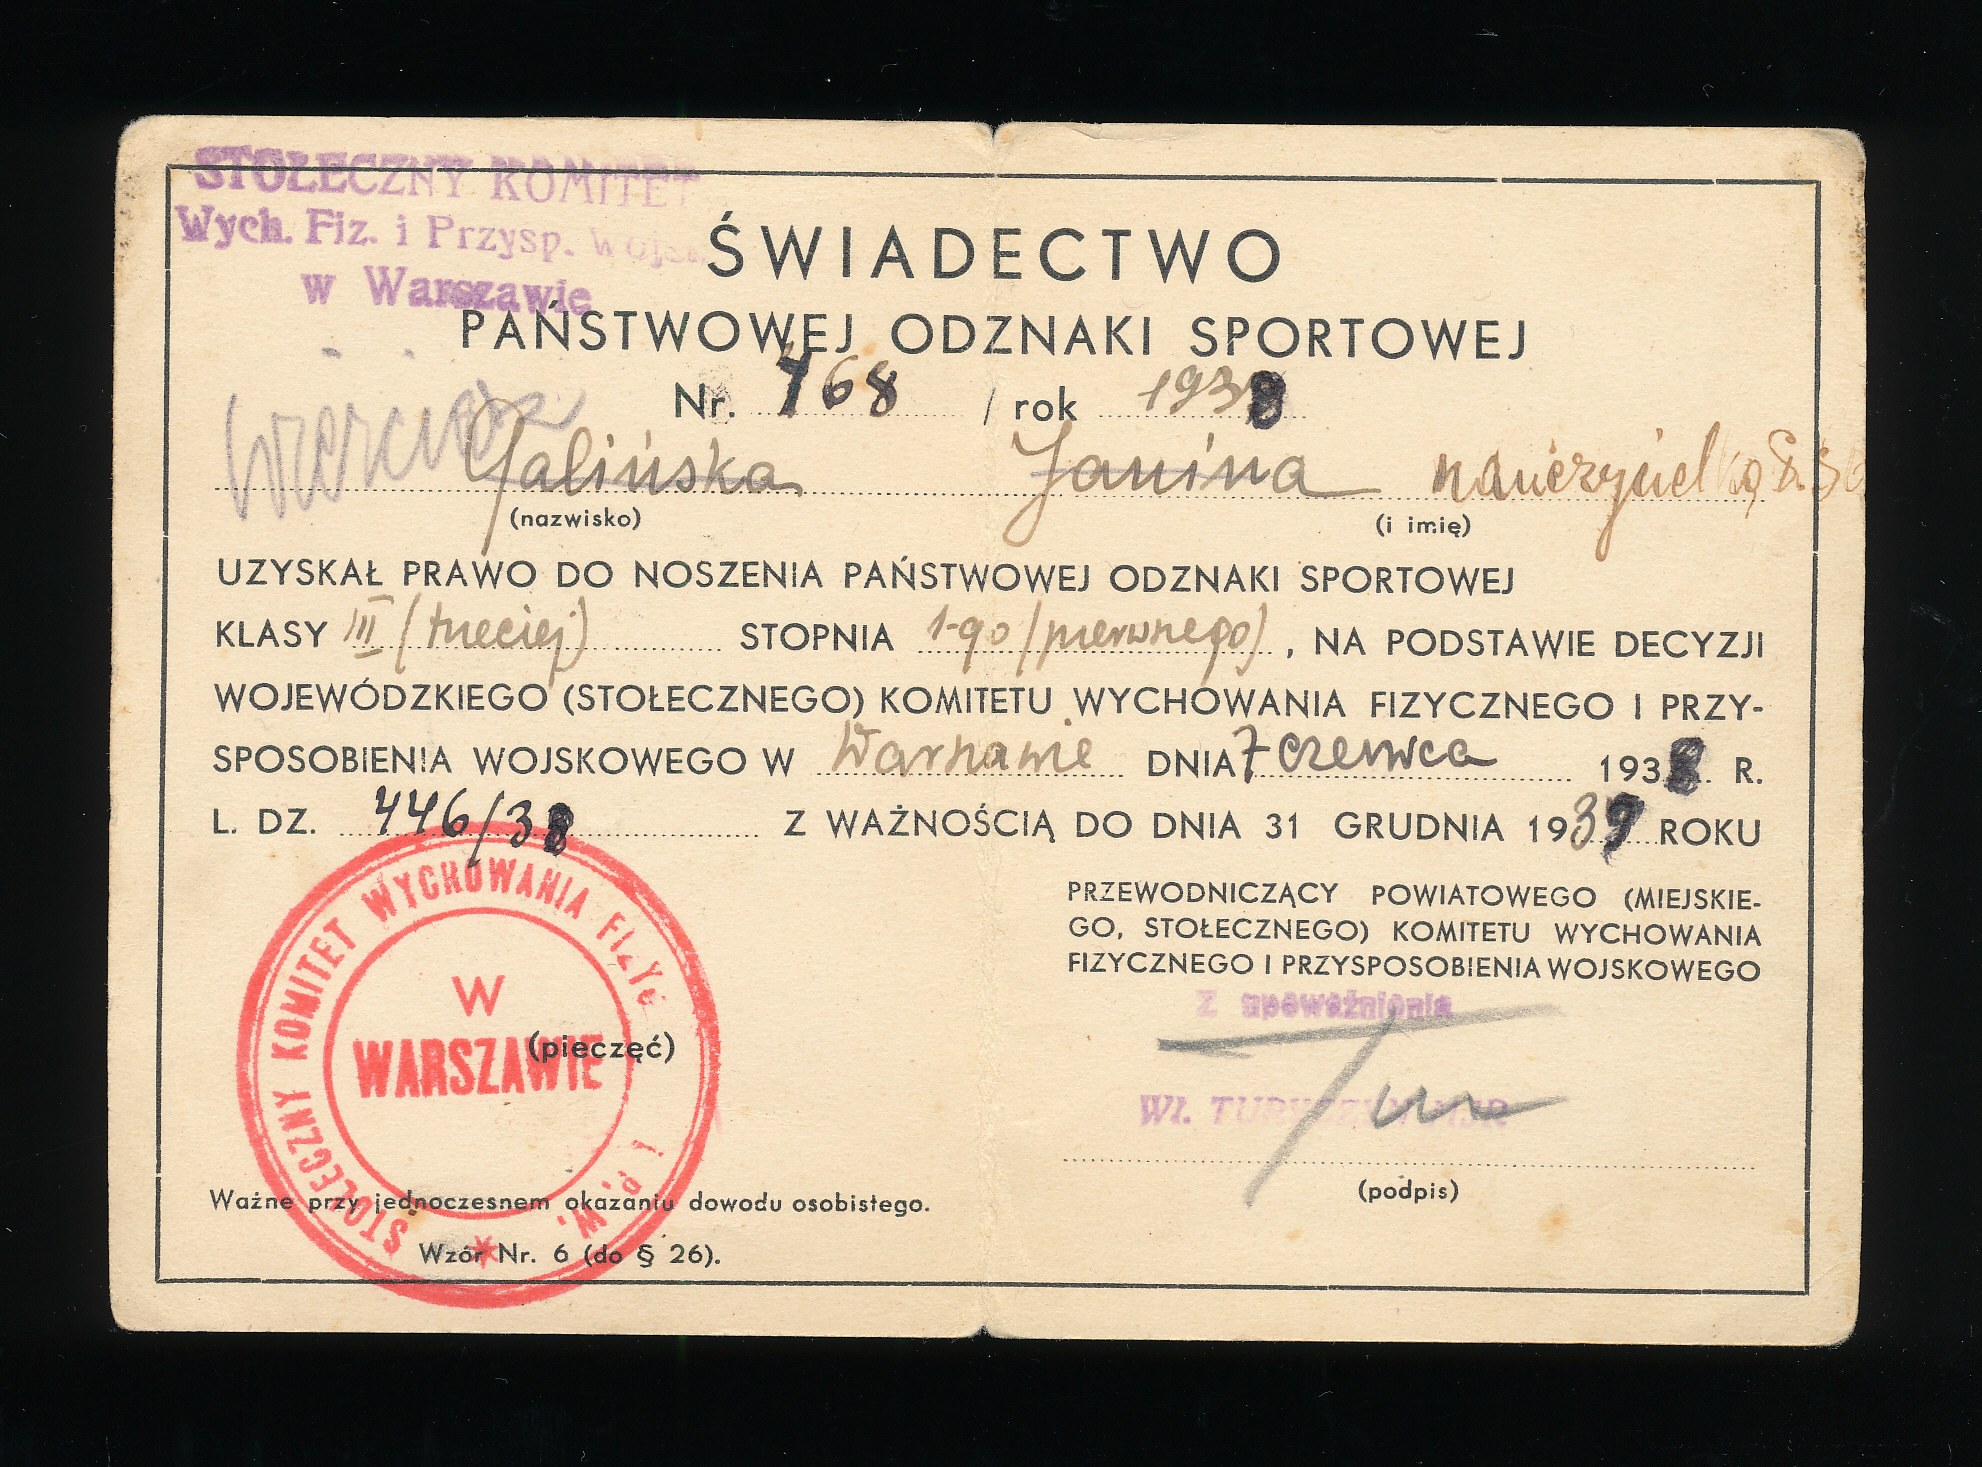 STOŁECZNY KOMITET
Wych. Fiz. i Przysp. Wojsk.
w Warszawie
ŚWIADECTWO
PAŃSTWOWEJ ODZNAKI SPORTOWEJ
Nr. 468 / rok 1938
Galińska Janina nauczycielka
(nazwisko) (i imię)
UZYSKAŁ PRAWO DO NOSZENIA PAŃSTWOWEJ ODZNAKI SPORTOWEJ
KLASY III (trzeciej) STOPNIA 1-go (pierwszego), NA PODSTAWIE DECYZJI
WOJEWÓDZKIEGO (STOŁECZNEGO) KOMITETU WYCHOWANIA FIZYCZNEGO I PRZY-
SPOSOBIENIA WOJSKOWEGO W Warszawie DNIA 7 czerwca 1938 R.
L. DZ. 446/38 Z WAŻNOŚCIĄ DO DNIA 31 GRUDNIA 1939 ROKU
PRZEWODNICZĄCY POWIATOWEGO (MIEJSKIE-
GO, STOŁECZNEGO) KOMITETU WYCHOWANIA
FIZYCZNEGO I PRZYSPOSOBIENIA WOJSKOWEGO
Z upoważnienia
Wł.
(podpis)
STOŁECZNY KOMITET WYCHOWANIA FIZYC. I P. W.
W
WARSZAWIE
(pieczęć)
Ważne przy jednoczesnem okazaniu dowodu osobistego.
Wzór Nr. 6 (do § 26).